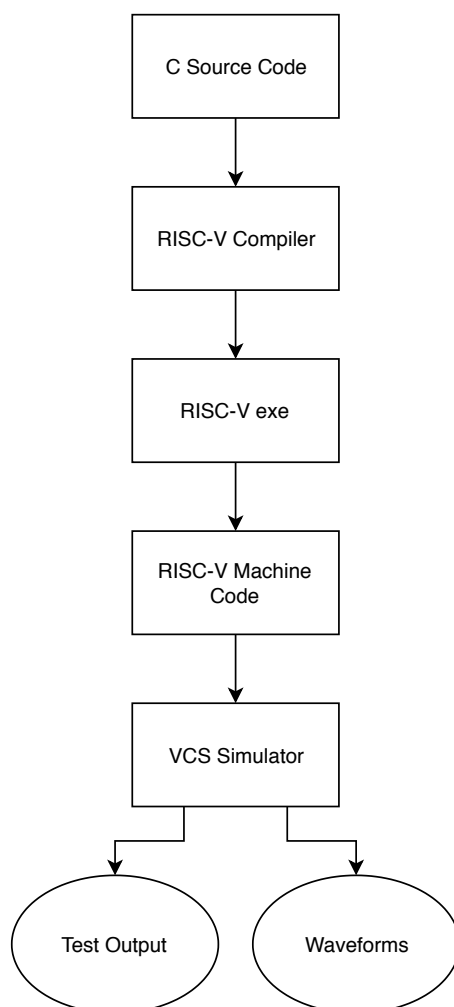 C Source Code
RISC-V Compiler
RISC-V exe
RISC-V Machine
Code
VCS Simulator
Test Output
Waveforms